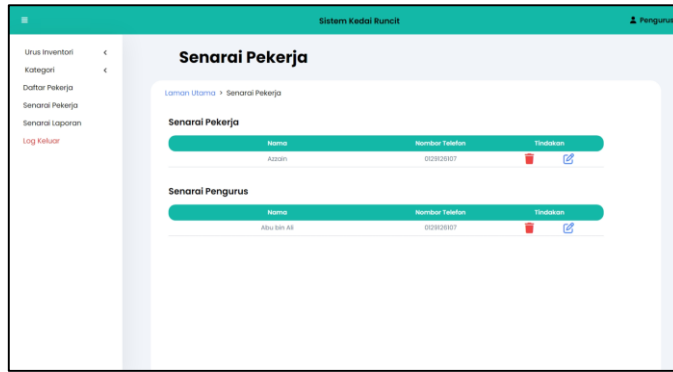 Sistem Kedai Runcit
Pengurus
Urus Inventori
Kategori
Daftar Pekerja
Senarai Pekerja
Senarai Laporan
Log Keluar
Senarai Pekerja
Laman Utama > Senarai Pekerja
Senarai Pekerja
Nama Nombor Telefon Tindakan
Azzain 0129126107
Senarai Pengurus
Nama Nombor Telefon Tindakan
Abu bin Ali 0129126107